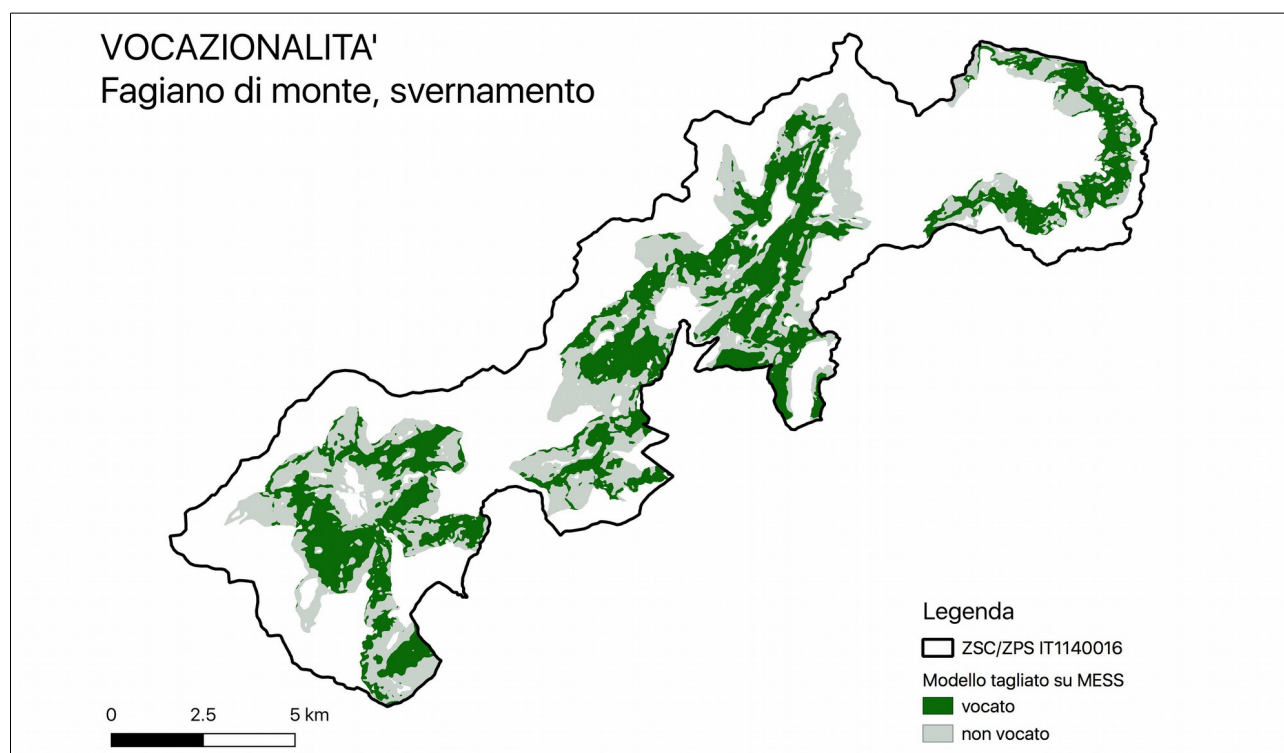 VOCAZIONALITA'
Fagiano di monte, svernamento
Legenda
ZSC/ZPS IT1140016
Modello tagliato su MESS
vocato
non vocato
0 2.5 5 km